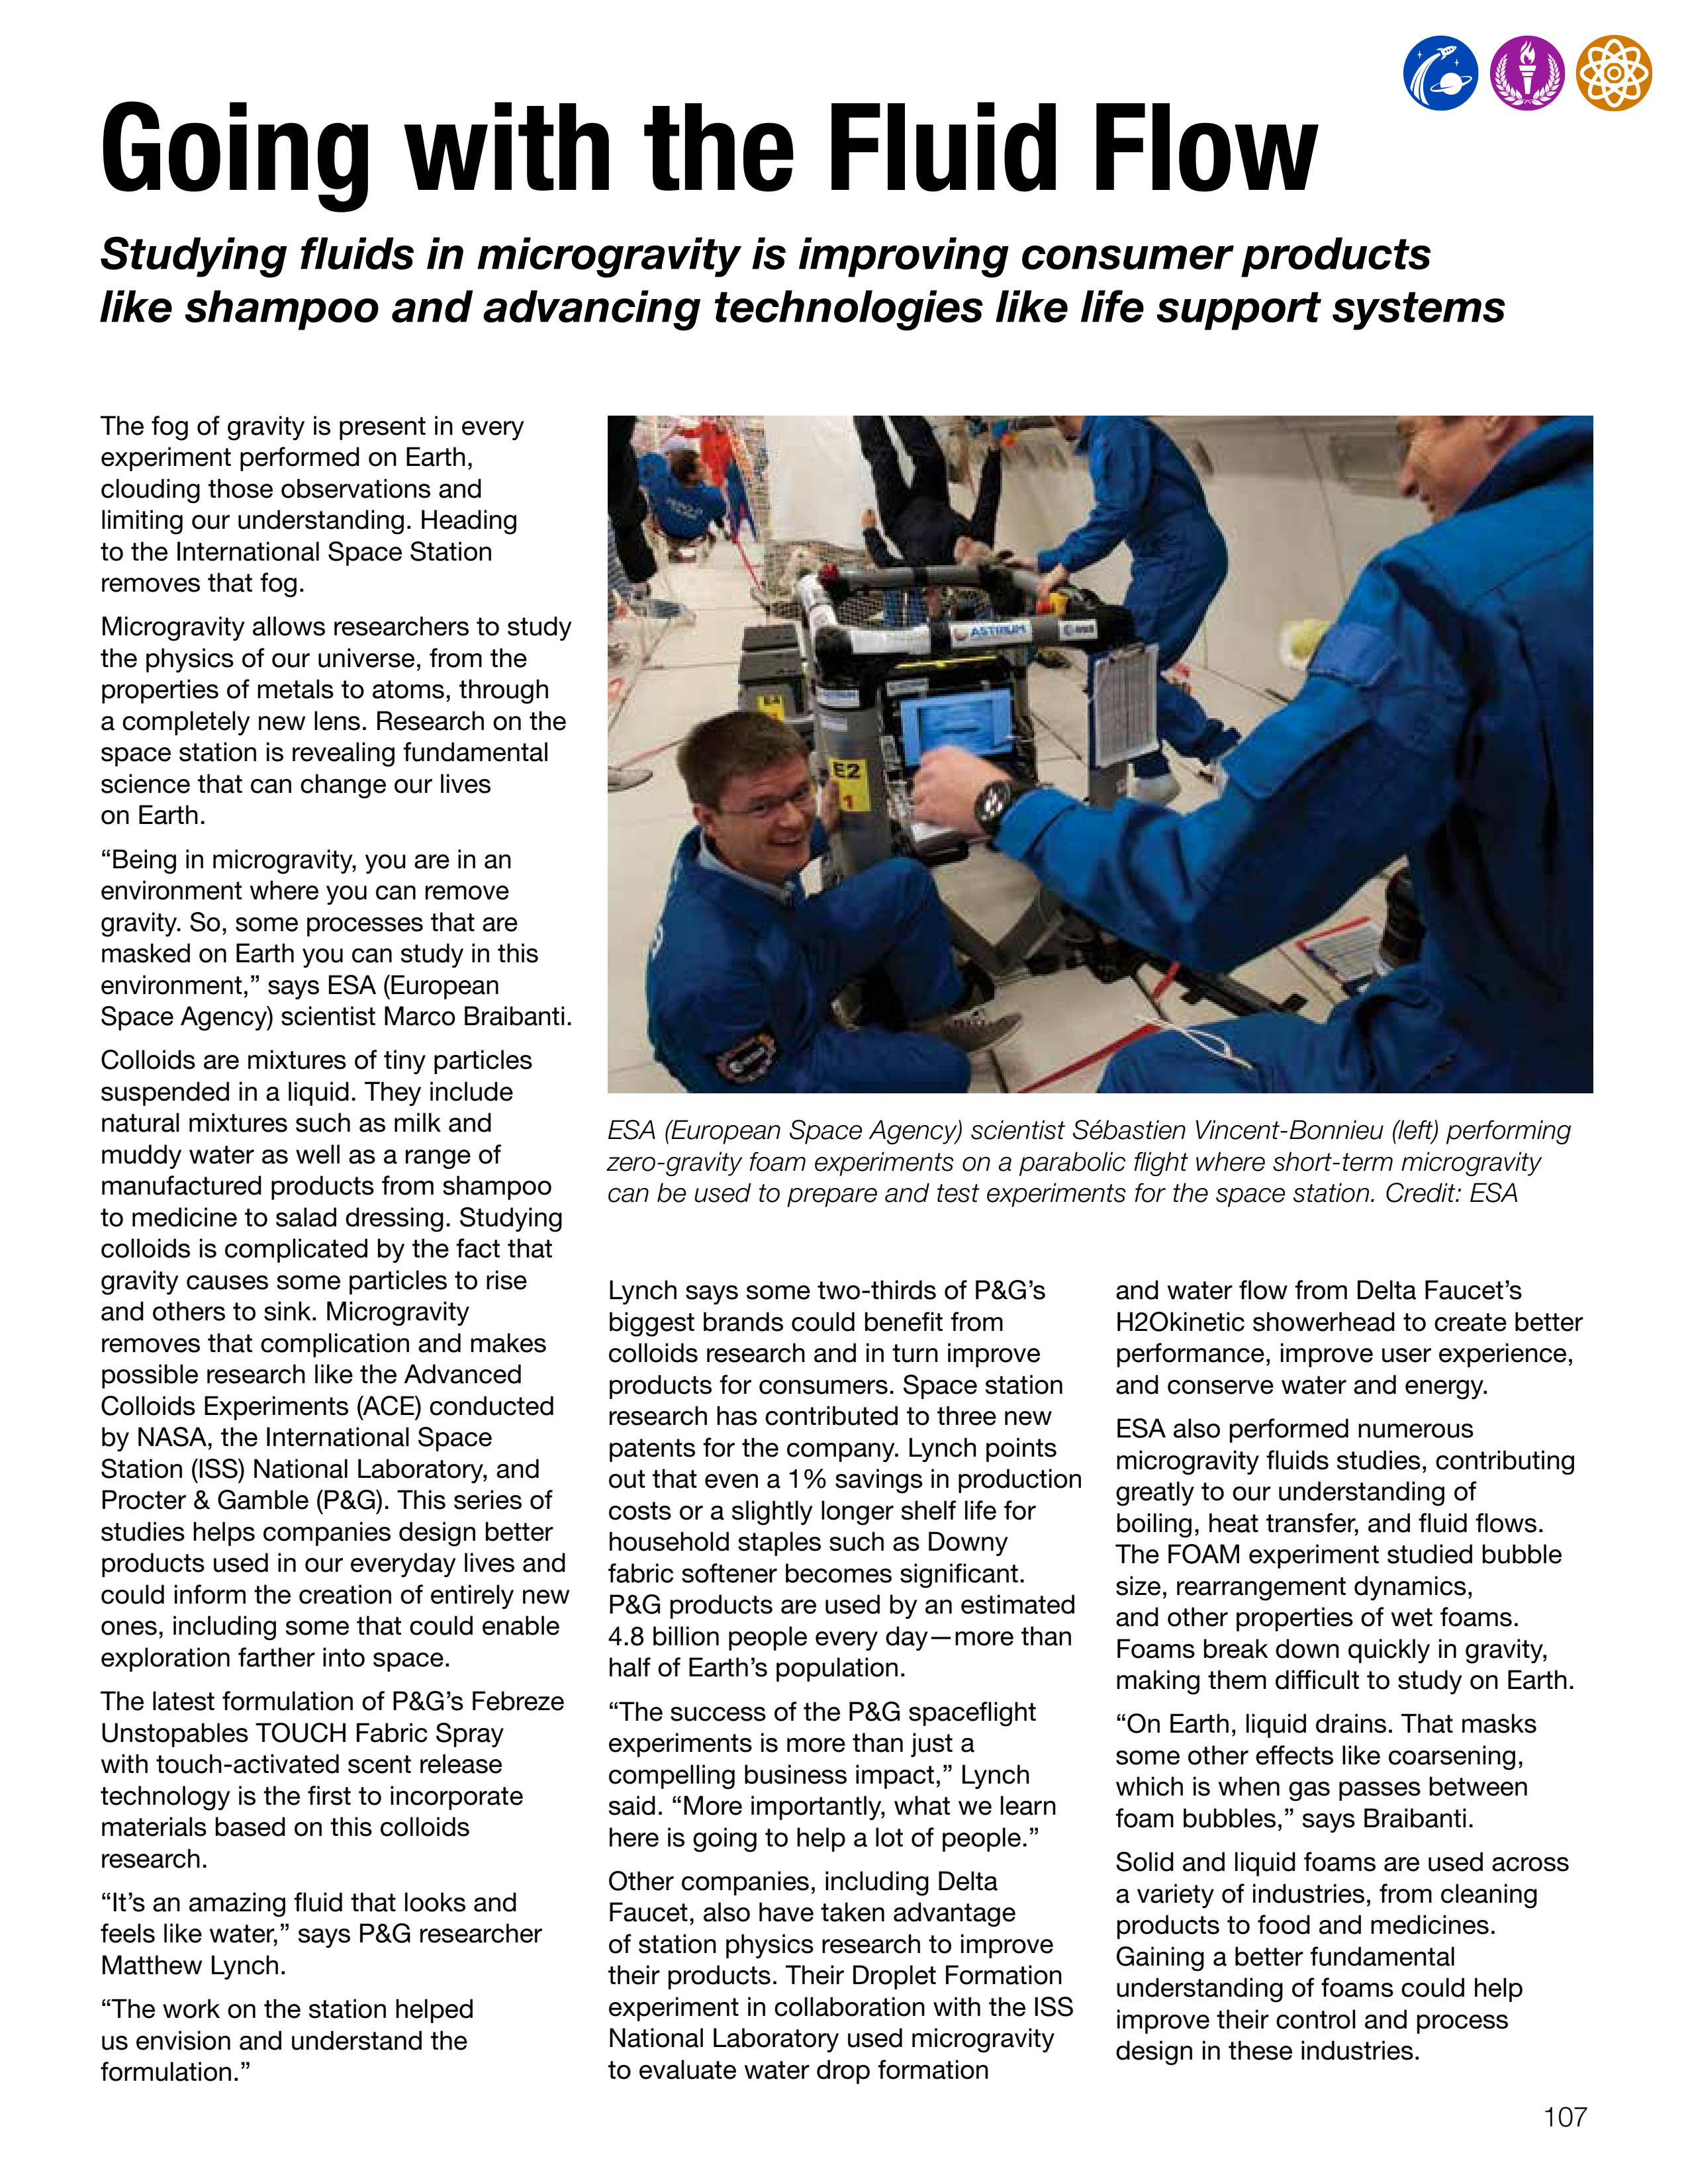 Going with the Fluid Flow
Studying fluids in microgravity is improving consumer products
like shampoo and advancing technologies like life support systems
The fog of gravity is present in every
experiment performed on Earth,
clouding those observations and
limiting our understanding. Heading
to the International Space Station
removes that fog.
Microgravity allows researchers to study
the physics of our universe, from the
properties of metals to atoms, through
a completely new lens. Research on the
space station is revealing fundamental
science that can change our lives
on Earth.
“Being in microgravity, you are in an
environment where you can remove
gravity. So, some processes that are
masked on Earth you can study in this
environment,” says ESA (European
Space Agency) scientist Marco Braibanti.
Colloids are mixtures of tiny particles
suspended in a liquid. They include
natural mixtures such as milk and
muddy water as well as a range of
manufactured products from shampoo
to medicine to salad dressing. Studying
colloids is complicated by the fact that
gravity causes some particles to rise
and others to sink. Microgravity
removes that complication and makes
possible research like the Advanced
Colloids Experiments (ACE) conducted
by NASA, the International Space
Station (ISS) National Laboratory, and
Procter & Gamble (P&G). This series of
studies helps companies design better
products used in our everyday lives and
could inform the creation of entirely new
ones, including some that could enable
exploration farther into space.
The latest formulation of P&G’s Febreze
Unstopables TOUCH Fabric Spray
with touch-activated scent release
technology is the first to incorporate
materials based on this colloids
research.
“It’s an amazing fluid that looks and
feels like water,” says P&G researcher
Matthew Lynch.
“The work on the station helped
us envision and understand the
formulation.”
ASTRIUM
E2
1
ESA (European Space Agency) scientist Sébastien Vincent-Bonnieu (left) performing
zero-gravity foam experiments on a parabolic flight where short-term microgravity
can be used to prepare and test experiments for the space station. Credit: ESA
Lynch says some two-thirds of P&G’s
biggest brands could benefit from
colloids research and in turn improve
products for consumers. Space station
research has contributed to three new
patents for the company. Lynch points
out that even a 1% savings in production
costs or a slightly longer shelf life for
household staples such as Downy
fabric softener becomes significant.
P&G products are used by an estimated
4.8 billion people every day—more than
half of Earth’s population.
“The success of the P&G spaceflight
experiments is more than just a
compelling business impact,” Lynch
said. “More importantly, what we learn
here is going to help a lot of people.”
Other companies, including Delta
Faucet, also have taken advantage
of station physics research to improve
their products. Their Droplet Formation
experiment in collaboration with the ISS
National Laboratory used microgravity
to evaluate water drop formation
and water flow from Delta Faucet’s
H2Okinetic showerhead to create better
performance, improve user experience,
and conserve water and energy.
ESA also performed numerous
microgravity fluids studies, contributing
greatly to our understanding of
boiling, heat transfer, and fluid flows.
The FOAM experiment studied bubble
size, rearrangement dynamics,
and other properties of wet foams.
Foams break down quickly in gravity,
making them difficult to study on Earth.
“On Earth, liquid drains. That masks
some other effects like coarsening,
which is when gas passes between
foam bubbles,” says Braibanti.
Solid and liquid foams are used across
a variety of industries, from cleaning
products to food and medicines.
Gaining a better fundamental
understanding of foams could help
improve their control and process
design in these industries.
107